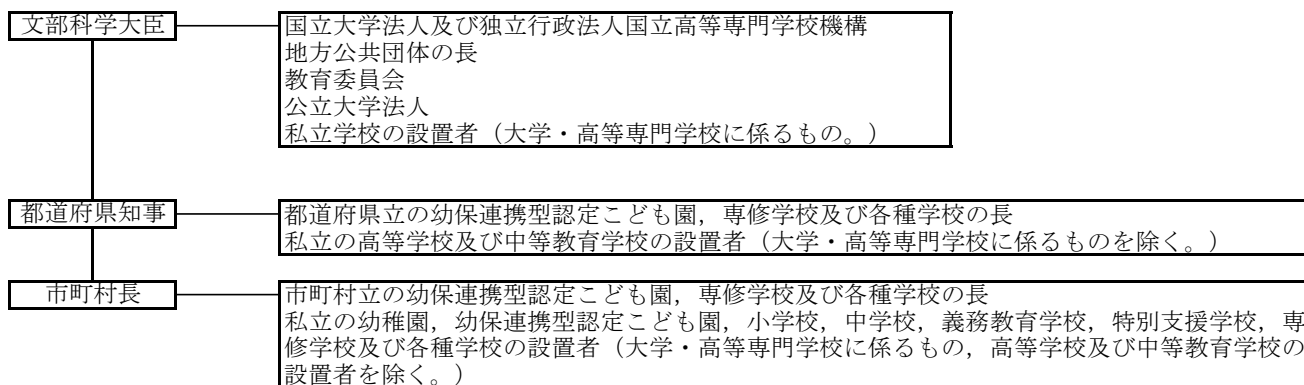 文部科学大臣
国立大学法人及び独立行政法人国立高等専門学校機構
地方公共団体の長
教育委員会
公立大学法人
私立学校の設置者（大学・高等専門学校に係るもの。）
都道府県知事
都道府県立の幼保連携型認定こども園，専修学校及び各種学校の長
私立の高等学校及び中等教育学校の設置者（大学・高等専門学校に係るものを除く。）
市町村長
市町村立の幼保連携型認定こども園，専修学校及び各種学校の長
私立の幼稚園，幼保連携型認定こども園，小学校，中学校，義務教育学校，特別支援学校，専
修学校及び各種学校の設置者（大学・高等専門学校に係るもの，高等学校及び中等教育学校の
設置者を除く。）